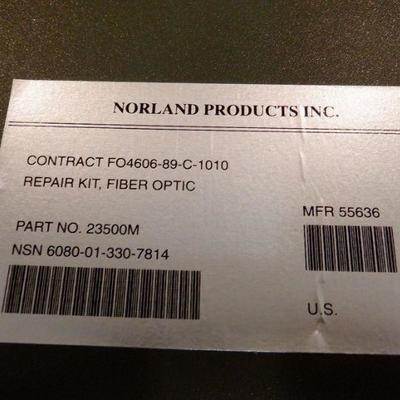 NORLAND PRODUCTS INC.
CONTRACT FO4606-89-C-1010
REPAIR KIT, FIBER OPTIC
PART NO. 23500M
MFR 55636
NSN 6080-01-330-7814
U.S.